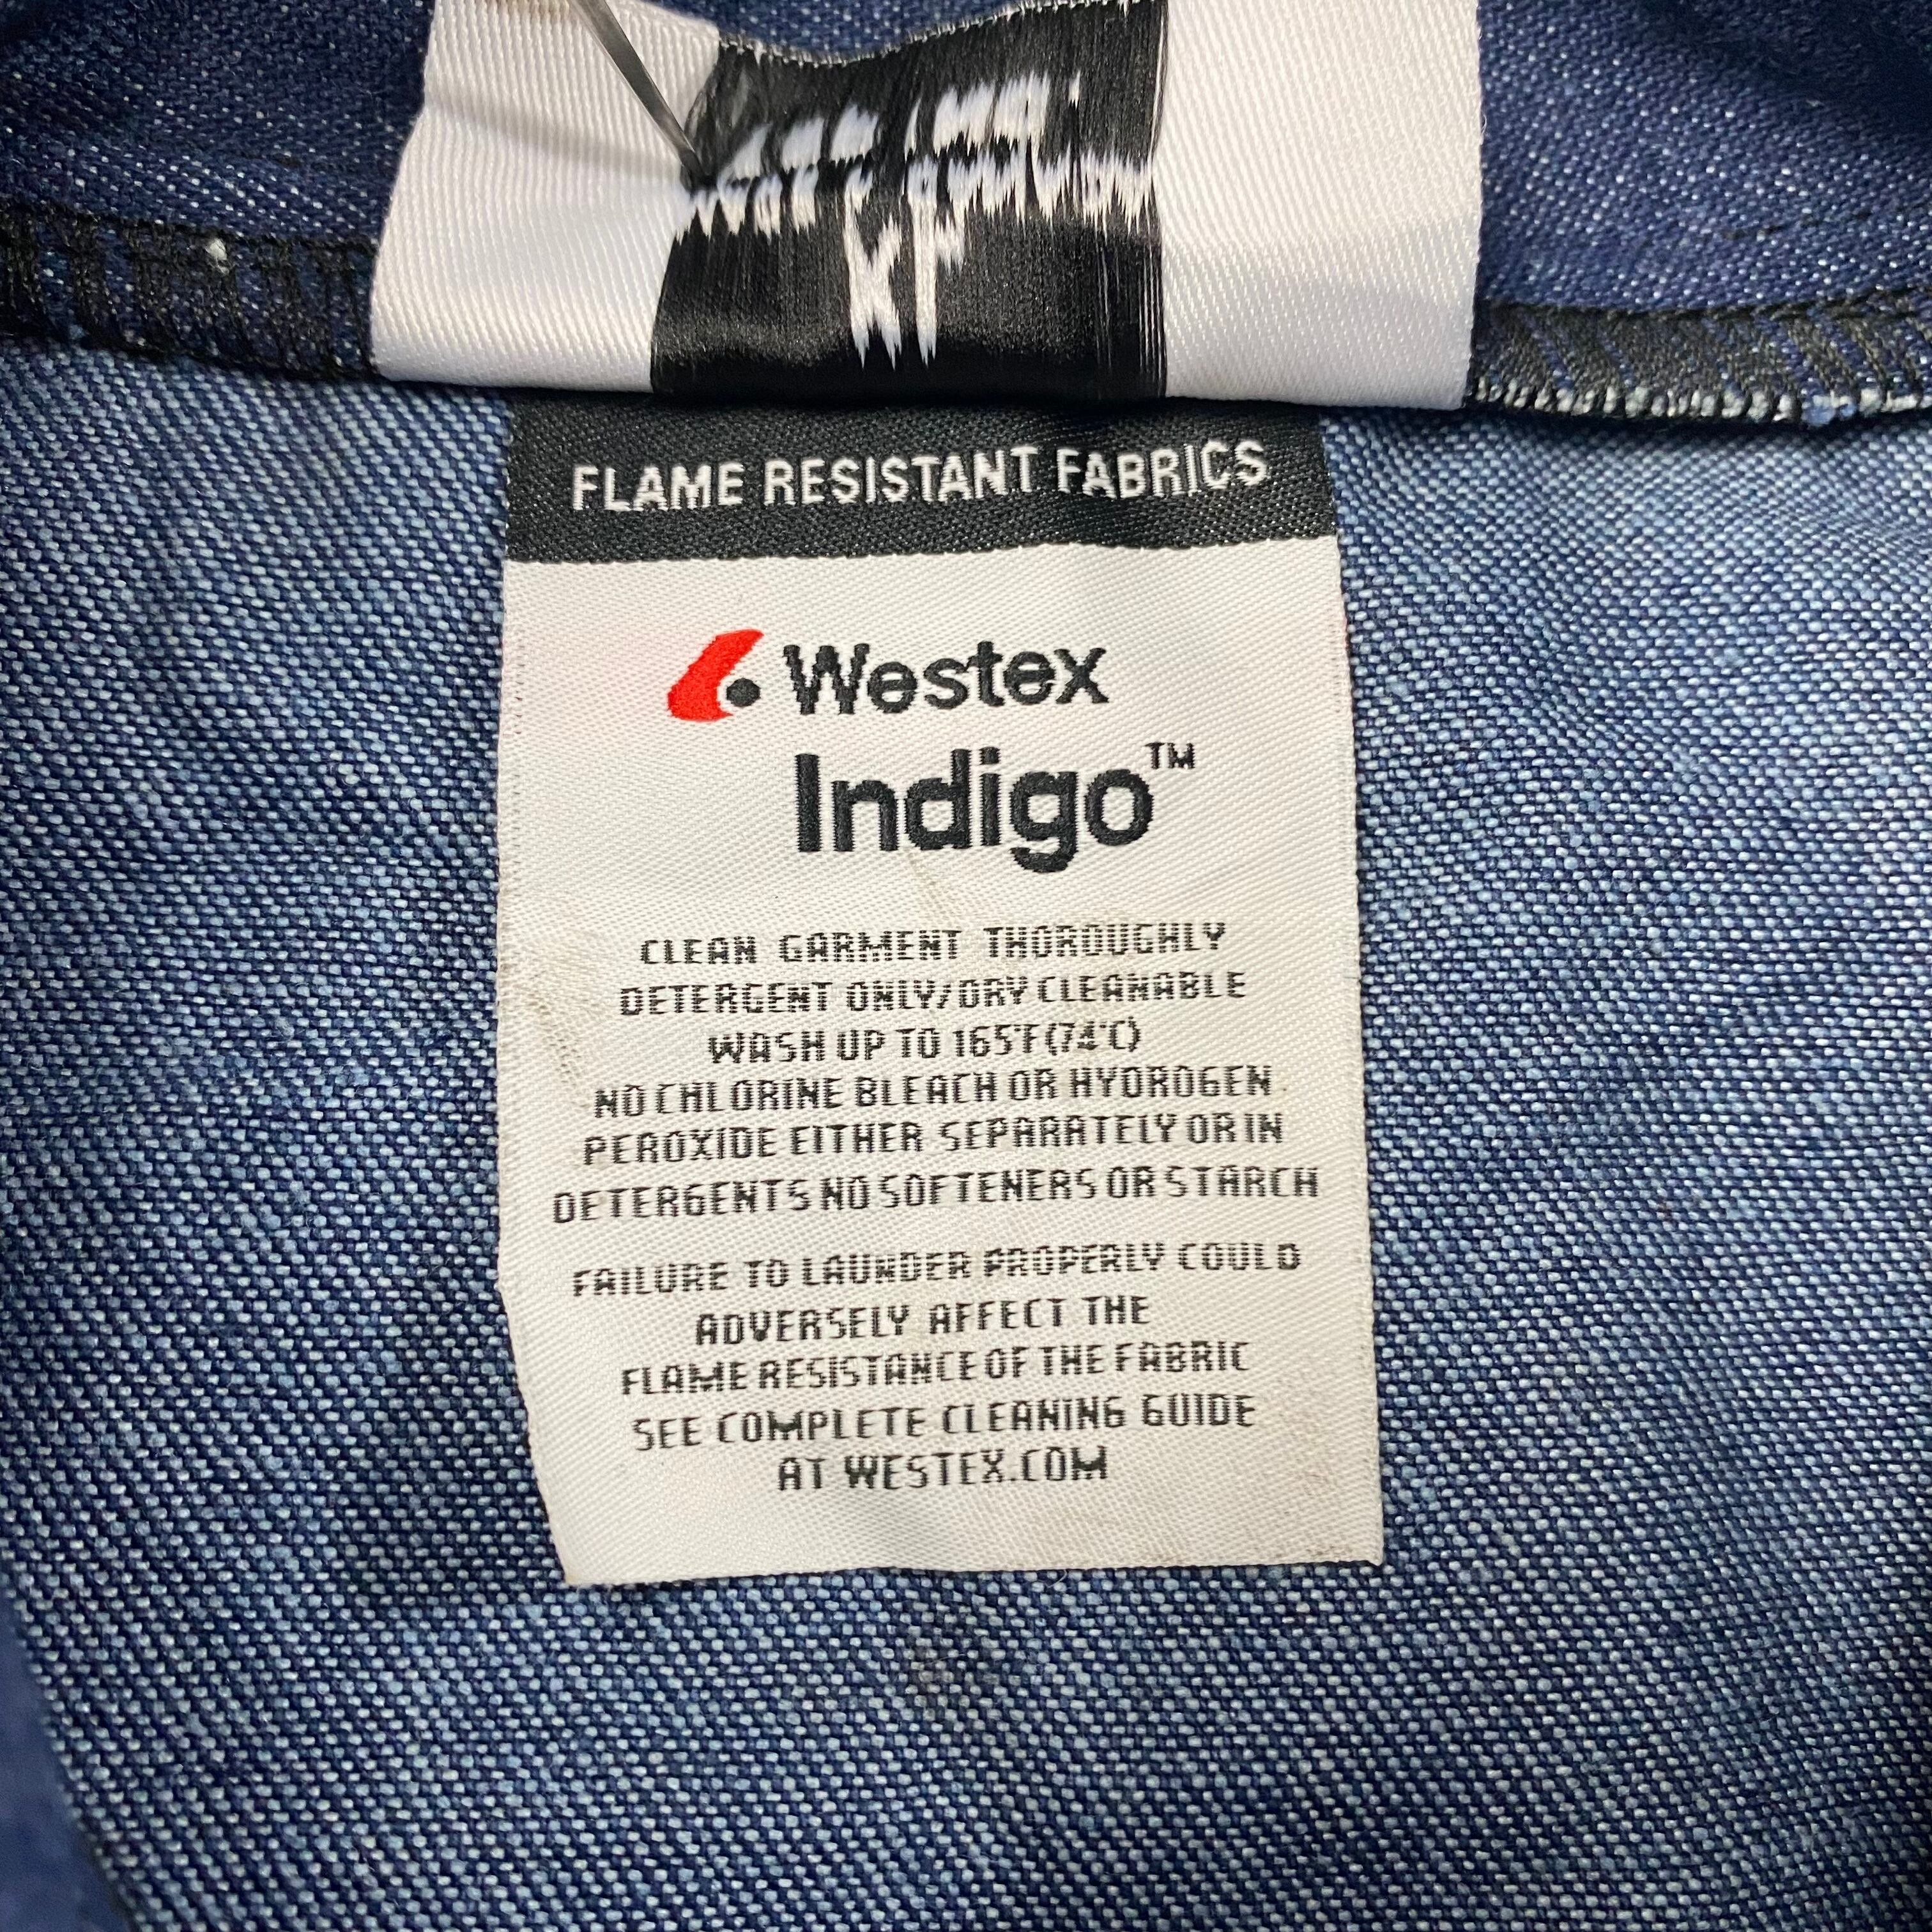 FLAME RESISTANT FABRICS
Westex
Indigo™
CLEAN GARMENT THOROUGHLY
DETERGENT ONLY/DRY CLEANABLE
WASH UP TO 165°F(74°C)
NO CHLORINE BLEACH OR HYDROGEN
PEROXIDE EITHER SEPARATELY OR IN
DETERGENTS NO SOFTENERS OR STARCH
FAILURE TO LAUNDER PROPERLY COULD
ADVERSELY AFFECT THE
FLAME RESISTANCE OF THE FABRIC
SEE COMPLETE CLEANING GUIDE
AT WESTEX.COM